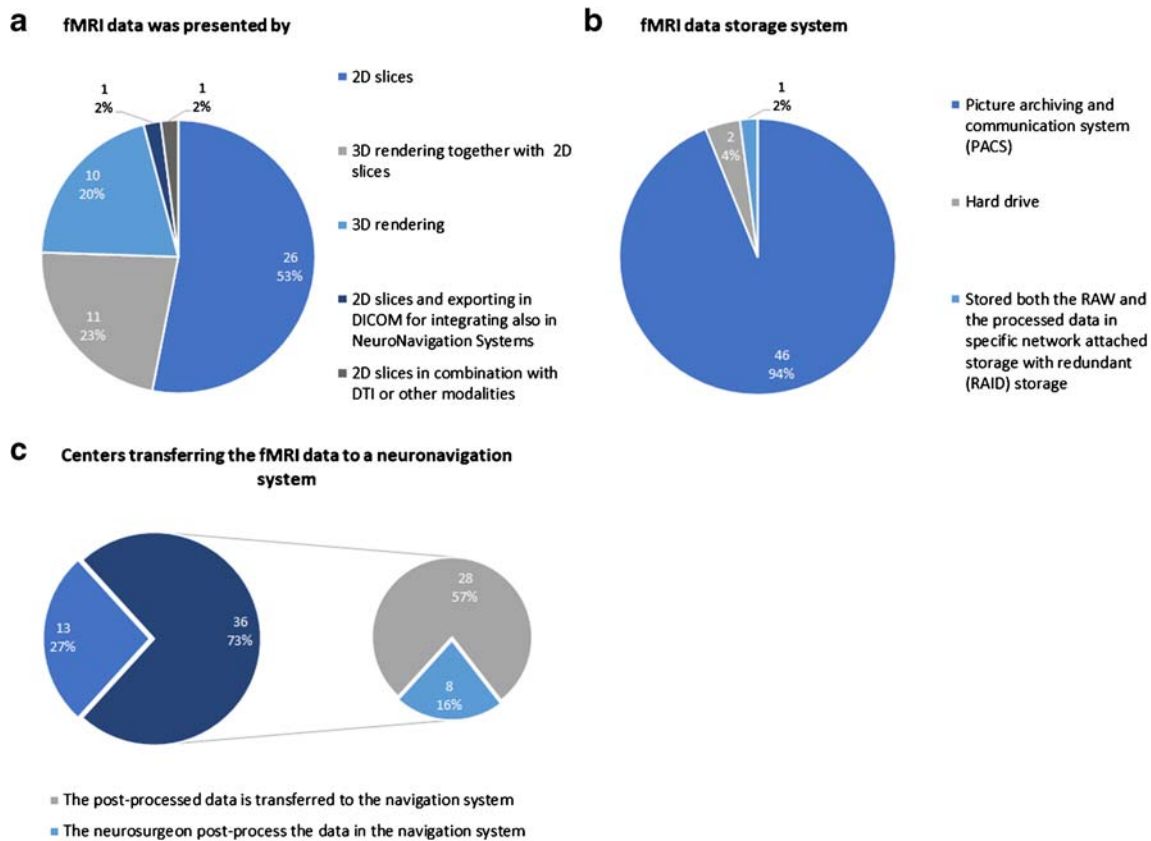 a
fMRI data was presented by
1
2%
1
2%
10
20%
11
23%
26
53%
2D slices
3D rendering together with 2D
slices
3D rendering
2D slices and exporting in
DICOM for integrating also in
NeuroNavigation Systems
2D slices in combination with
DTI or other modalities
b
fMRI data storage system
1
2%
2
4%
46
94%
Picture archiving and
communication system
(PACS)
Hard drive
Stored both the RAW and
the processed data in
specific network attached
storage with redundant
(RAID) storage
c
Centers transferring the fMRI data to a neuronavigation
system
13
27%
36
73%
28
57%
8
16%
The post-processed data is transferred to the navigation system
The neurosurgeon post-process the data in the navigation system